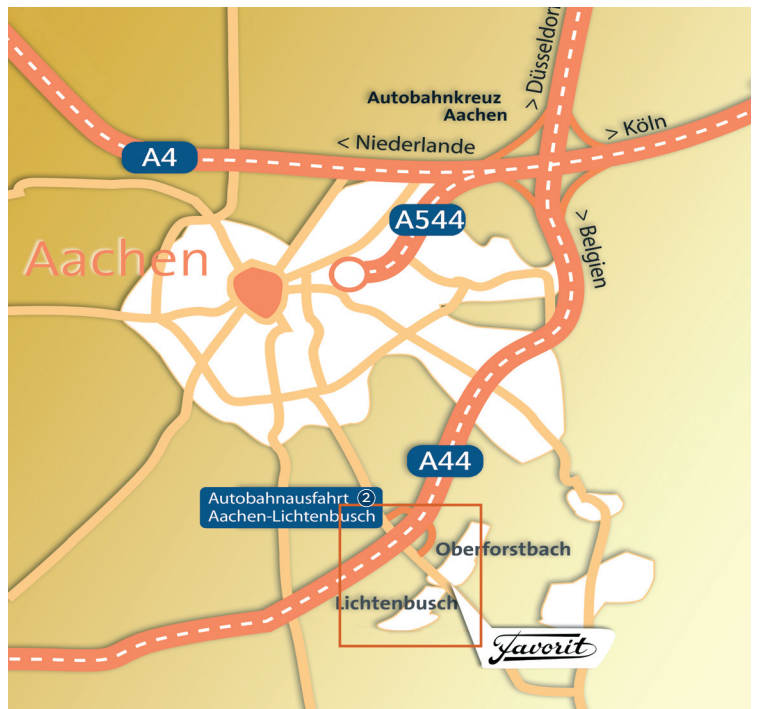 > Düsseldorf
Autobahnkreuz
Aachen
> Köln
< Niederlande
A4
A544
> Belgien
Aachen
A44
Autobahnausfahrt 2
Aachen-Lichtenbusch
Oberforstbach
Lichtenbusch
Favorit